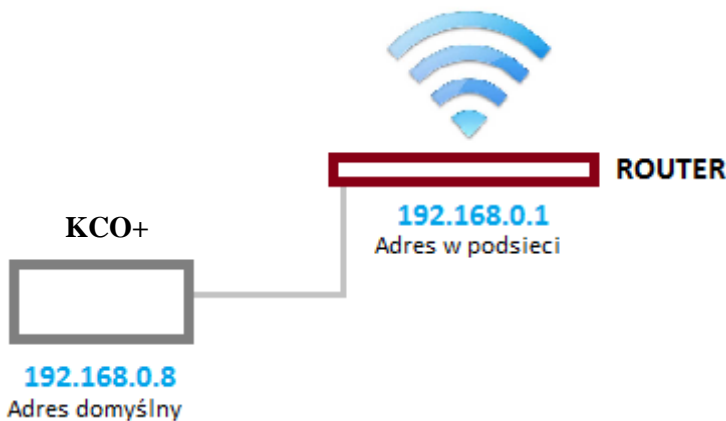 ROUTER
192.168.0.1
Adres w podsieci
KCO+
192.168.0.8
Adres domyślny